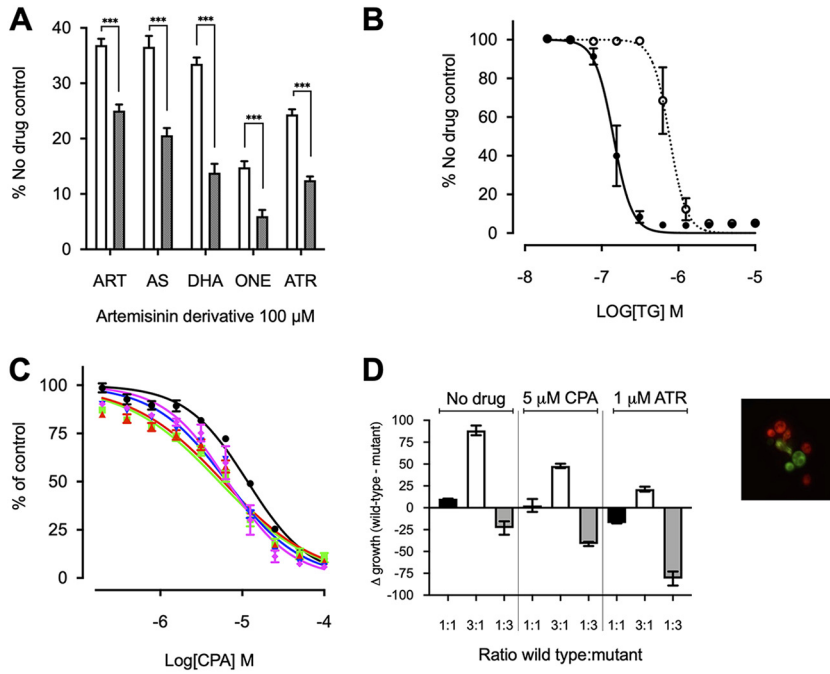 A
*** *** *** *** ***
40
30
20
10
0
% No drug control
ART AS DHA ONE ATR
Artemisinin derivative 100 µM
B
100
80
60
40
20
0
% No drug control
-8 -7 -6 -5
LOG[TG] M
C
100
75
50
25
0
% of control
-6 -5 -4
Log[CPA] M
D
No drug 5 µM CPA 1 µM ATR
100
75
50
25
0
-25
-50
-75
-100
Δ growth (wild-type - mutant)
1:1 3:1 1:3 1:1 3:1 1:3 1:1 3:1 1:3
Ratio wild type:mutant